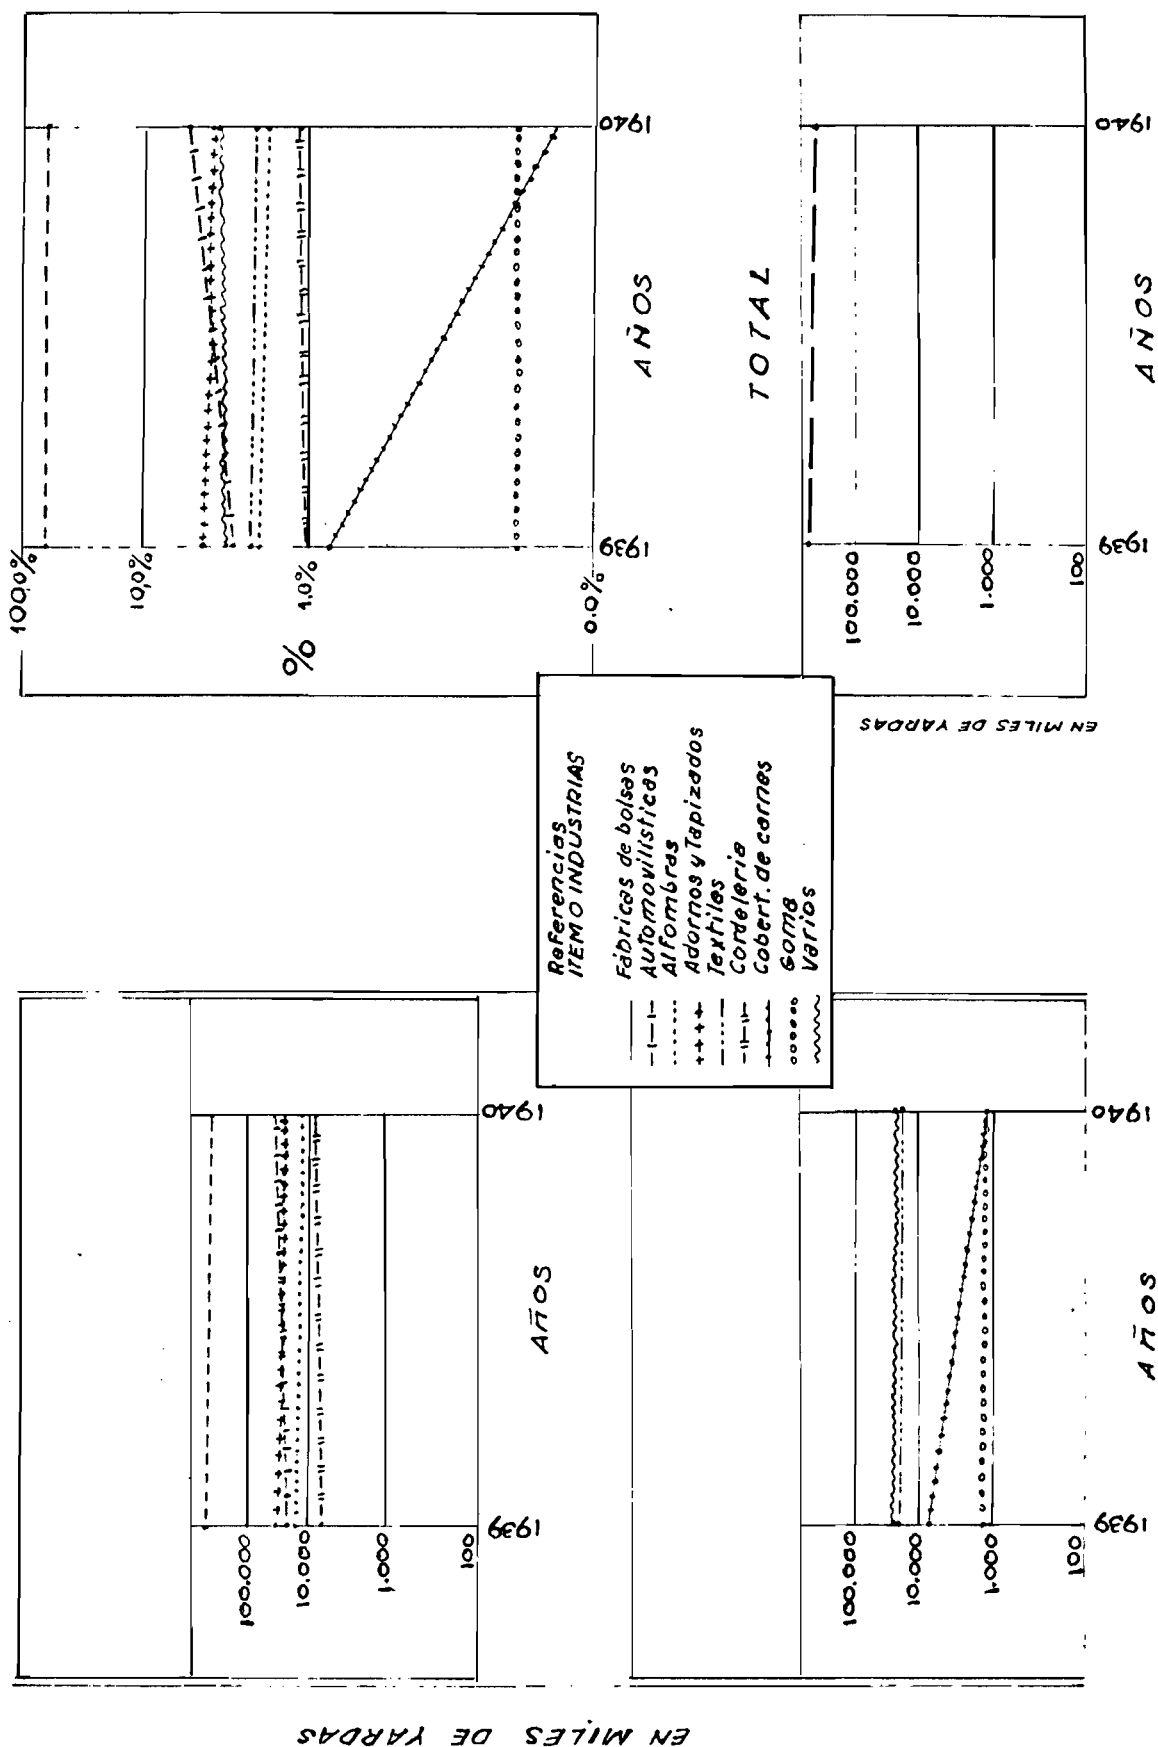 EN MILES DE YARDAS
100.000
10.000
1.000
100
1939
1940
AÑOS
100,0%
10,0%
1,0%
0.0%
%
1939
1940
AÑOS
Referencias
ITEM O INDUSTRIAS
Fábricas de bolsas
Automovilísticas
Alfombras
Adornos y Tapizados
Textiles
Cordelería
Cobert. de carnes
Goma
Varios
100.000
10.000
1.000
100
1939
1940
AÑOS
TOTAL
EN MILES DE YARDAS
100.000
10.000
1.000
100
1939
1940
AÑOS